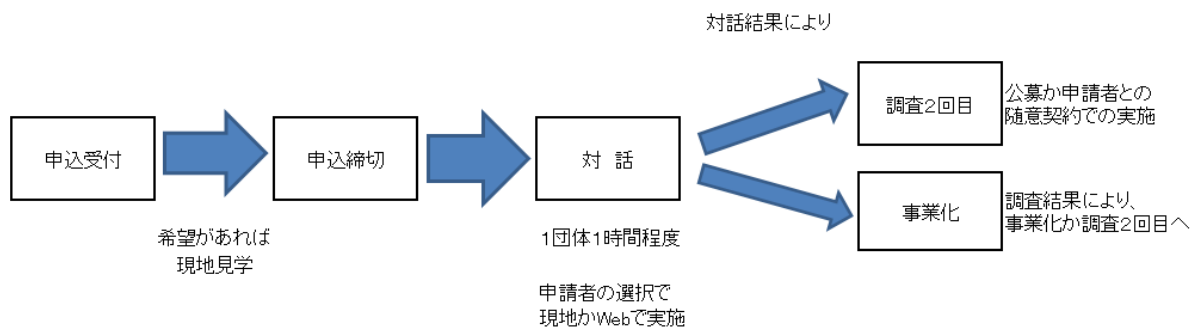 対話結果により
調査2回目
公募か申請者との
随意契約での実施
申込受付
申込締切
対　話
事業化
調査結果により、
事業化か調査2回目へ
希望があれば
現地見学
1団体1時間程度
申請者の選択で
現地かWebで実施